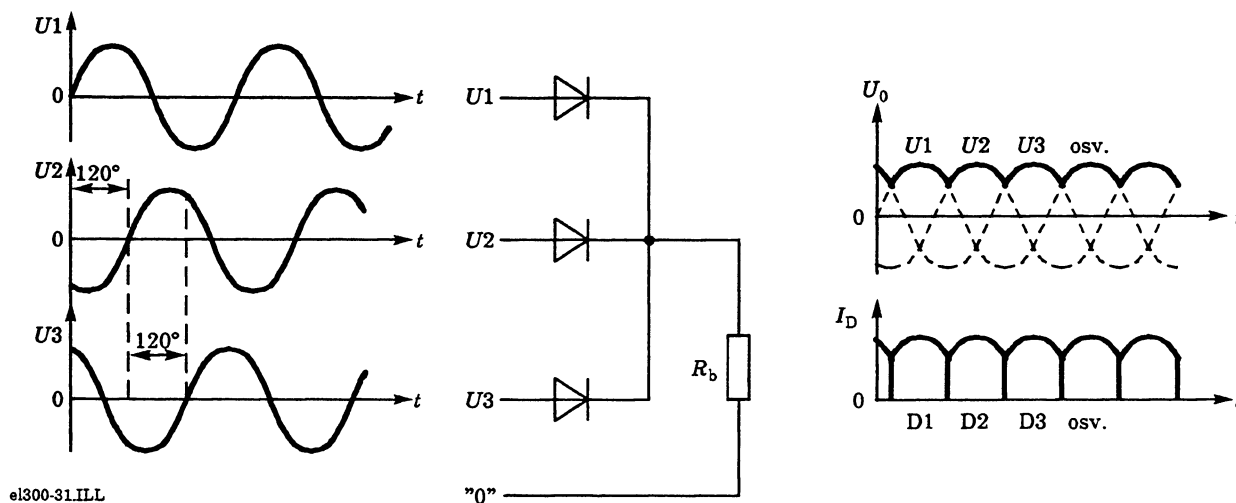 U1
0
t
U2
120°
0
t
U3
120°
0
t
U1
U2
U3
R_b
"0"
U_0
U1 U2 U3 osv.
0
I_D
0
D1 D2 D3 osv.
el300-31.ILL